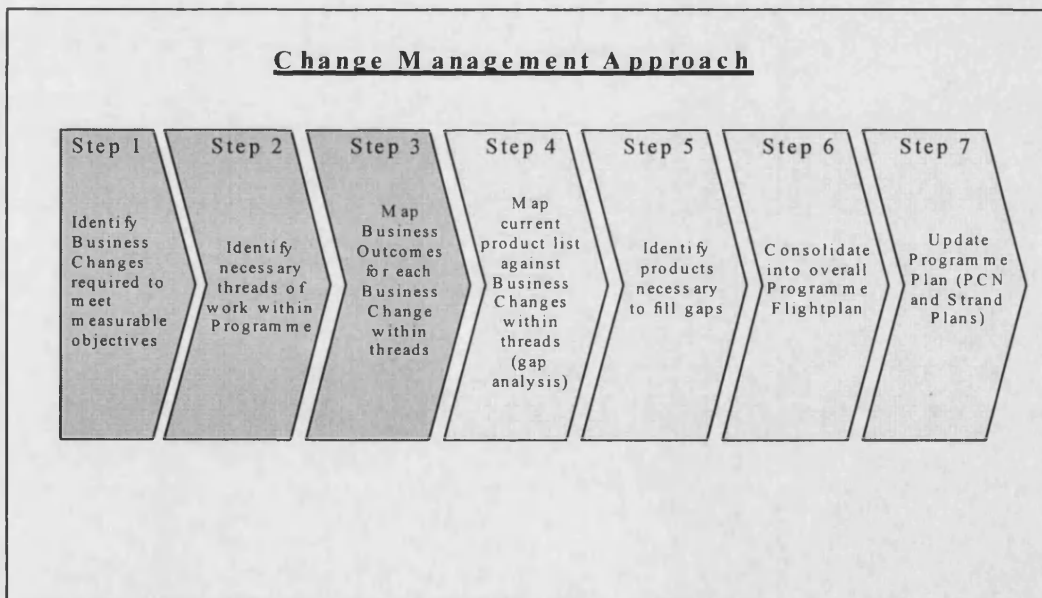 Change Management Approach
Step 1
Identify
Business
Changes
required to
meet
measurable
objectives
Step 2
Identify
necessary
threads of
work within
Programme
Step 3
Map
Business
Outcomes
for each
Business
Change
within
threads
Step 4
Map
current
product list
against
Business
Changes
within
threads
(gap
analysis)
Step 5
Identify
products
necessary
to fill gaps
Step 6
Consolidate
into overall
Programme
Flightplan
Step 7
Update
Programme
Plan (PCN
and Strand
Plans)